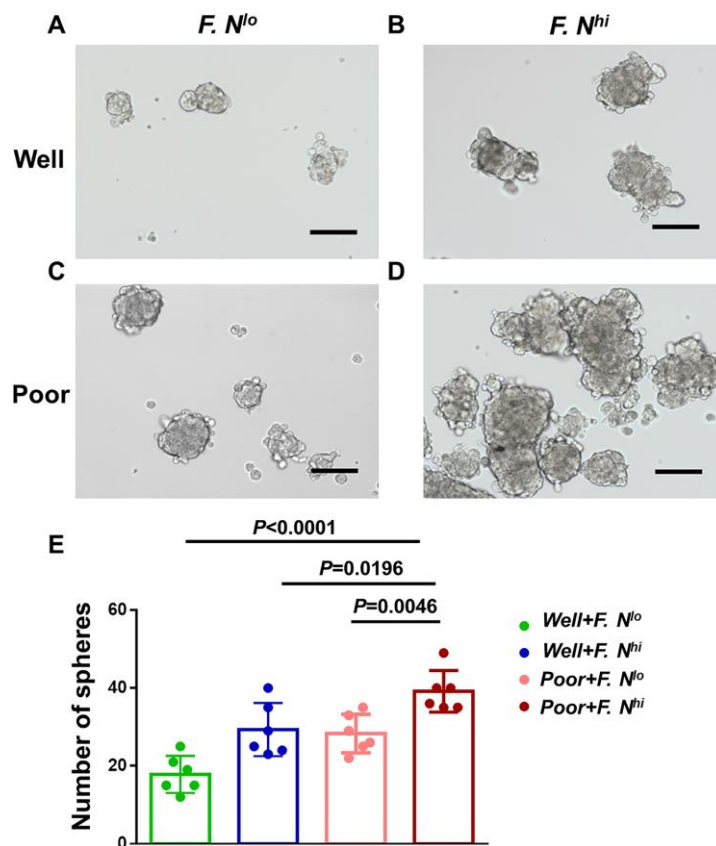 A F. N^lo B F. N^hi
Well
C D
Poor
E
P<0.0001
P=0.0196
P=0.0046
Number of spheres
60
40
20
0
Well+F. N^lo
Well+F. N^hi
Poor+F. N^lo
Poor+F. N^hi